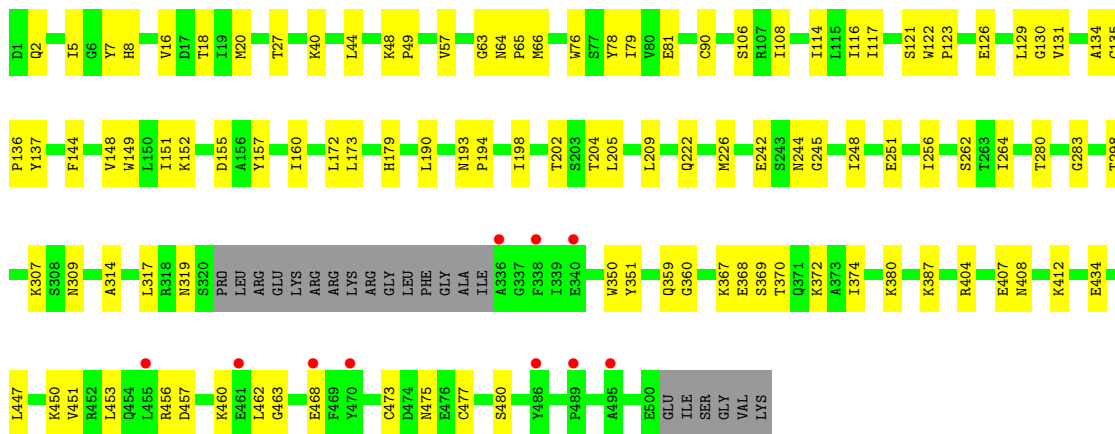 D1 Q2 I5 G6 Y7 H8 V16 D17 T18 I19 M20 T27 K40 L44 K48 P49 V57 G63 N64 P65 M66 W76 S77 Y78 I79 V80 E81 C90 S106 R107 I108 I114 L115 I116 I117 S121 W122 P123 E126 L129 G130 V131 A134
P136 Y137 F144 V148 W149 L150 I151 K152 D155 A156 Y157 I160 L172 L173 H179 L190 N193 P194 I198 T202 S203 T204 L205 L209 Q222 M226 E242 S243 N244 G245 I248 E251 I256 S262 T263 I264 T280 G283
K307 S308 N309 A314 L317 R318 N319 S320 PRO LEU ARG GLU LYS ARG ARG LYS ARG GLY LEU PHE GLY ALA ILE A336 G337 F338 I339 E340 W350 Y351 Q359 G360 K367 E368 S369 T370 Q371 K372 A373 I374 K380 K387 R404 E407 N408 K412 E434
L447 K450 V451 R452 L453 Q454 L455 R456 D457 K460 E461 L462 G463 E468 F469 Y470 C473 D474 N475 E476 C477 S480 Y486 P489 A495 E500 GLU ILE SER GLY VAL LYS